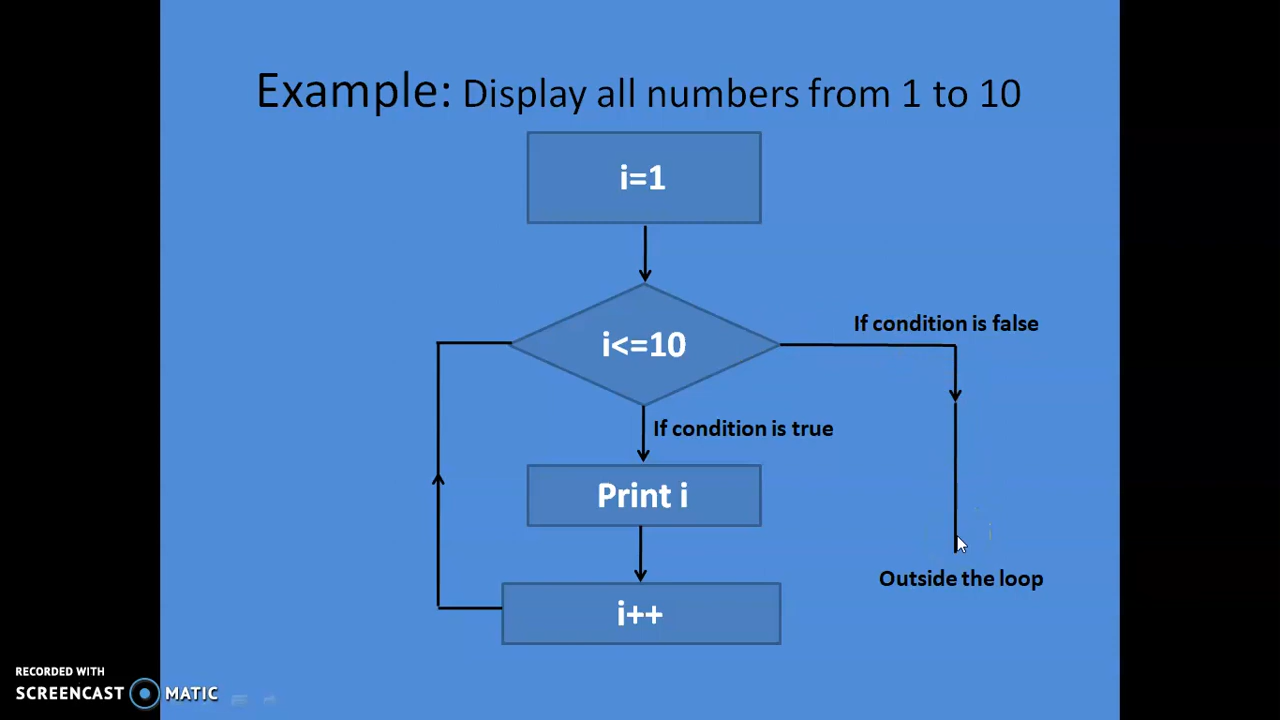 Example: Display all numbers from 1 to 10
i=1
If condition is false
i<=10
If condition is true
Print i
Outside the loop
i++
RECORDED WITH
SCREENCAST MATIC